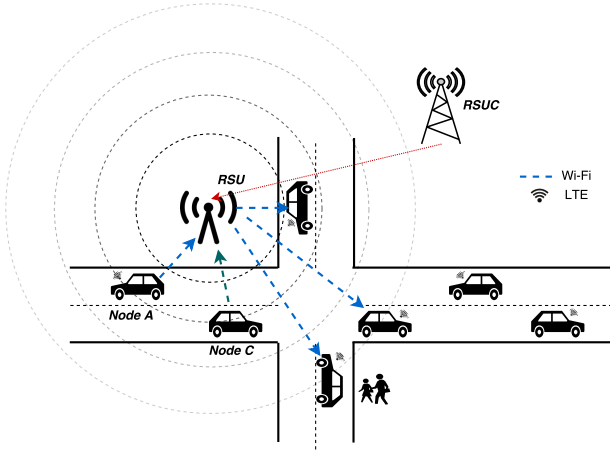 RSUC
RSU
Wi-Fi
LTE
Node A
Node C